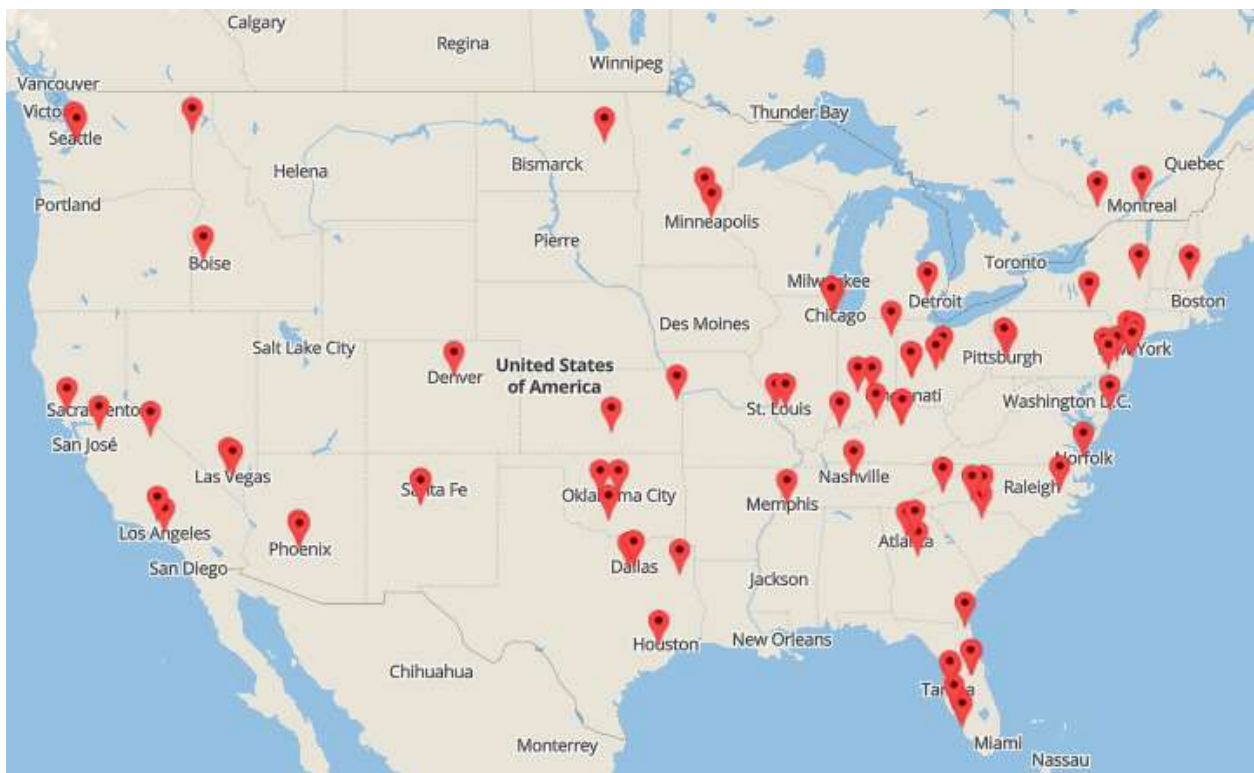 Calgary
Regina
Winnipeg
Vancouver
Victo
Seattle
Thunder Bay
Quebec
Helena
Bismarck
Montreal
Portland
Minneapolis
Pierre
Boise
Toronto
Milw kee
Detroit
Boston
Chicago
Des Moines
Salt Lake City
New York
Pittsburgh
United States
of America
Denver
Sacramento
St. Louis
Washington D.C.
San José
Las Vegas
Nashville
Norfolk
Santa Fe
Oklahoma City
Memphis
Raleigh
Los Angeles
Phoenix
Atlanta
San Diego
Dallas
Jackson
Houston
New Orleans
Chihuahua
Monterrey
Miami
Nassau